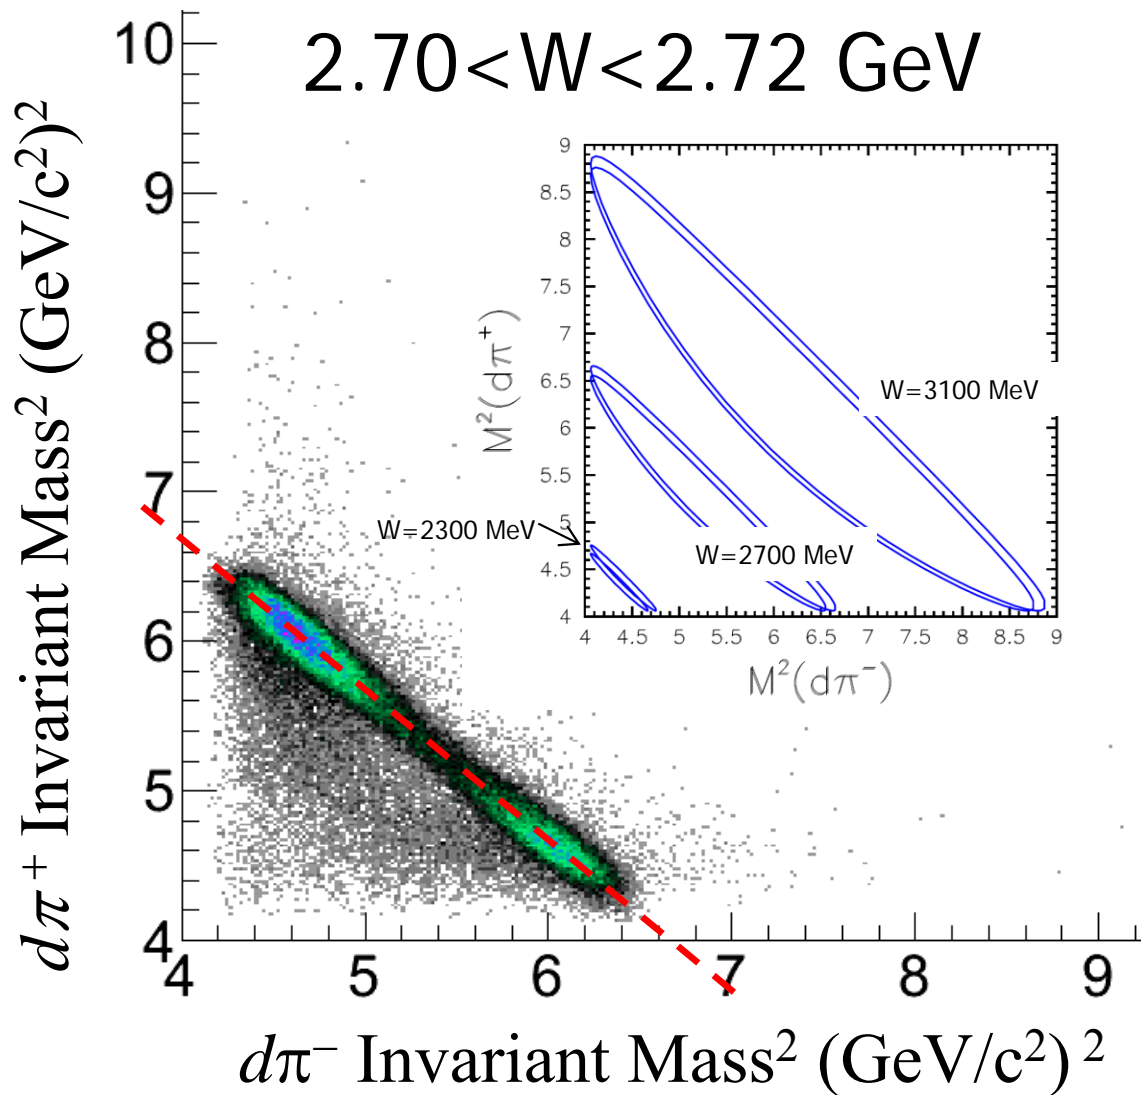 2.70<W<2.72 GeV
dπ⁺ Invariant Mass² (GeV/c²)²
10
9
8
7
6
5
4
4 5 6 7 8 9
dπ⁻ Invariant Mass² (GeV/c²)²
M²(dπ⁺)
9
8.5
8
7.5
7
6.5
6
5.5
5
4.5
4
4 4.5 5 5.5 6 6.5 7 7.5 8 8.5 9
M²(dπ⁻)
W=3100 MeV
W=2300 MeV
W=2700 MeV